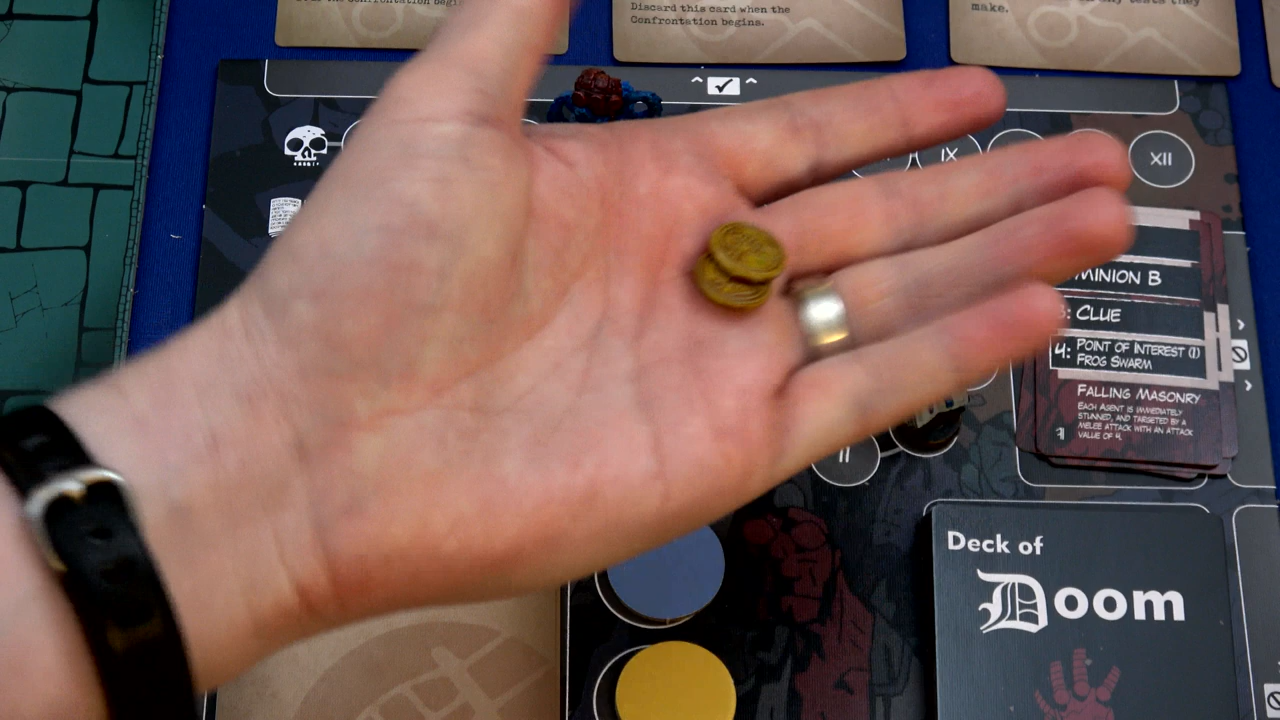 Discard this card when the
Confrontation begins.
make.
IX
XII
MINION B
: CLUE
4: POINT OF INTEREST (1)
FROG SWARM
FALLING MASONRY
EACH AGENT IS IMMEDIATELY
STUNNED, AND TARGETED BY A
MELEE ATTACK WITH AN ATTACK
VALUE OF 4.
II
Deck of
Doom